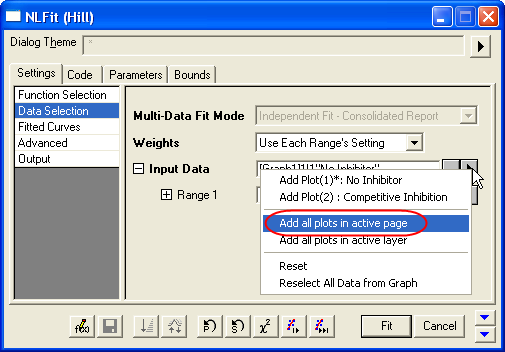 NLFit (Hill)
Dialog Theme *
Settings Code Parameters Bounds
Function Selection
Data Selection
Fitted Curves
Advanced
Output
Multi-Data Fit Mode Independent Fit - Consolidated Report
Weights Use Each Range's Setting
Input Data [Graph1]1!1"No Inhibitor"
Range 1
Add Plot(1)*: No Inhibitor
Add Plot(2) : Competitive Inhibition
Add all plots in active page
Add all plots in active layer
Reset
Reselect All Data from Graph
Fit Cancel